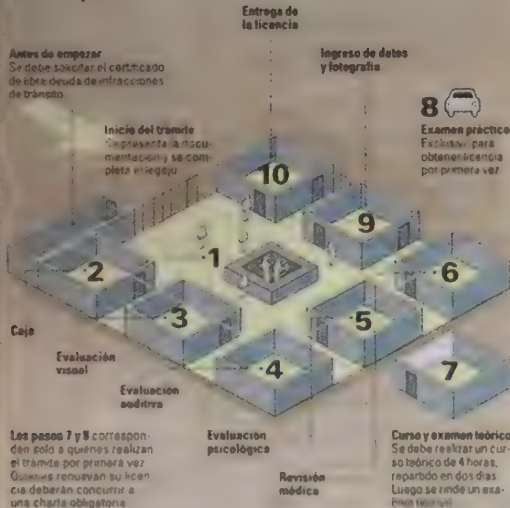 Entrega de
la licencia
Antes de empezar
Se debe solicitar el certificado
de libre deuda de infracciones
de tránsito
Ingreso de datos
y fotografía
8
Examen práctico
Exclusivo para
obtener licencia
por primera vez
Inicio del trámite
Se presenta la docu-
mentación y se com-
pleta el legajo
10
9
1
2
6
3
5
4
7
Caja
Evaluación
visual
Evaluación
auditiva
Evaluación
psicológica
Revisión
médica
Los pasos 7 y 8 correspon-
den solo a quienes realizan
el trámite por primera vez
Quienes renuevan su licen
cia deberán concurrir a
una charla obligatoria
Curso y examen teórico
Se debe realizar un cur-
so teórico de 4 horas,
repartido en dos días
Luego se rinde un exa-